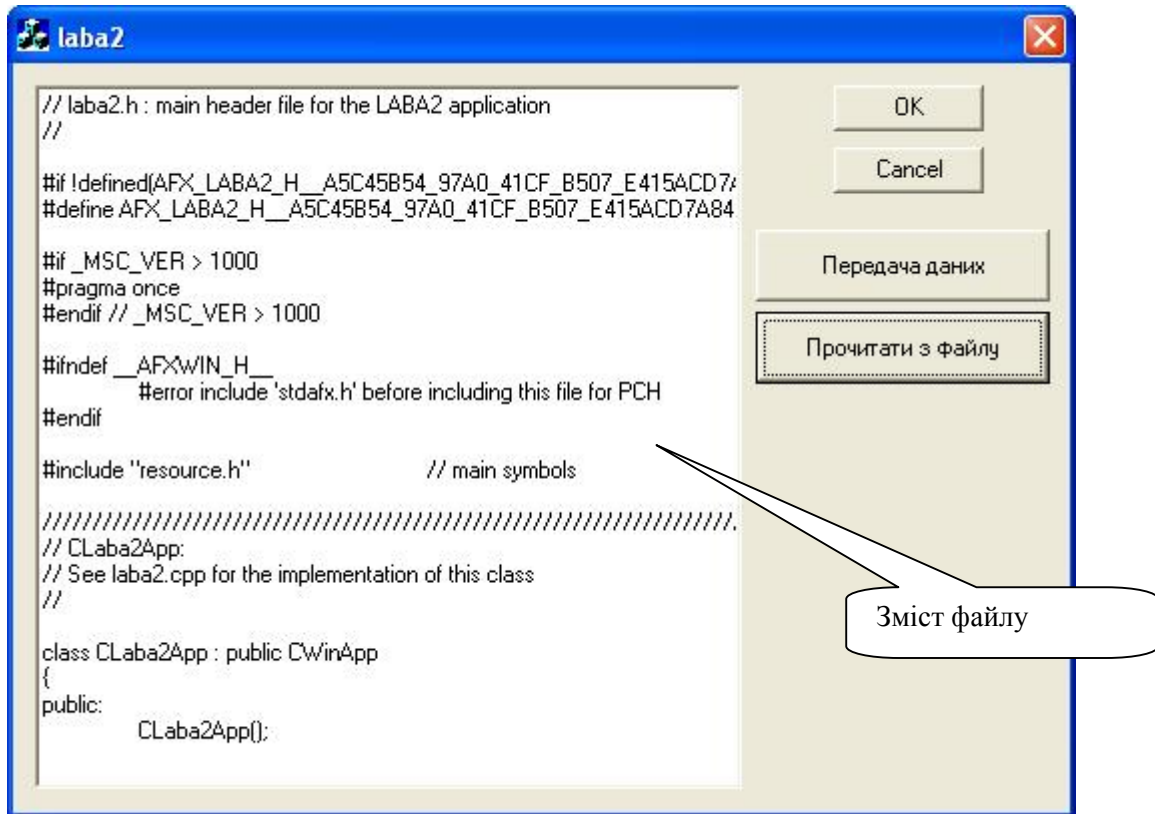 laba2
// laba2.h : main header file for the LABA2 application
//
#if !defined(AFX_LABA2_H__A5C45B54_97A0_41CF_B507_E415ACD7A
#define AFX_LABA2_H__A5C45B54_97A0_41CF_B507_E415ACD7A84
#if _MSC_VER > 1000
#pragma once
#endif // _MSC_VER > 1000
#ifndef __AFXWIN_H__
#error include 'stdafx.h' before including this file for PCH
#endif
#include "resource.h" // main symbols
/////////////////////////////////////////////////////////////////////
// CLaba2App:
// See laba2.cpp for the implementation of this class
//
class CLaba2App : public CWinApp
{
public:
CLaba2App();
OK
Cancel
Передача даних
Прочитати з файлу
Зміст файлу